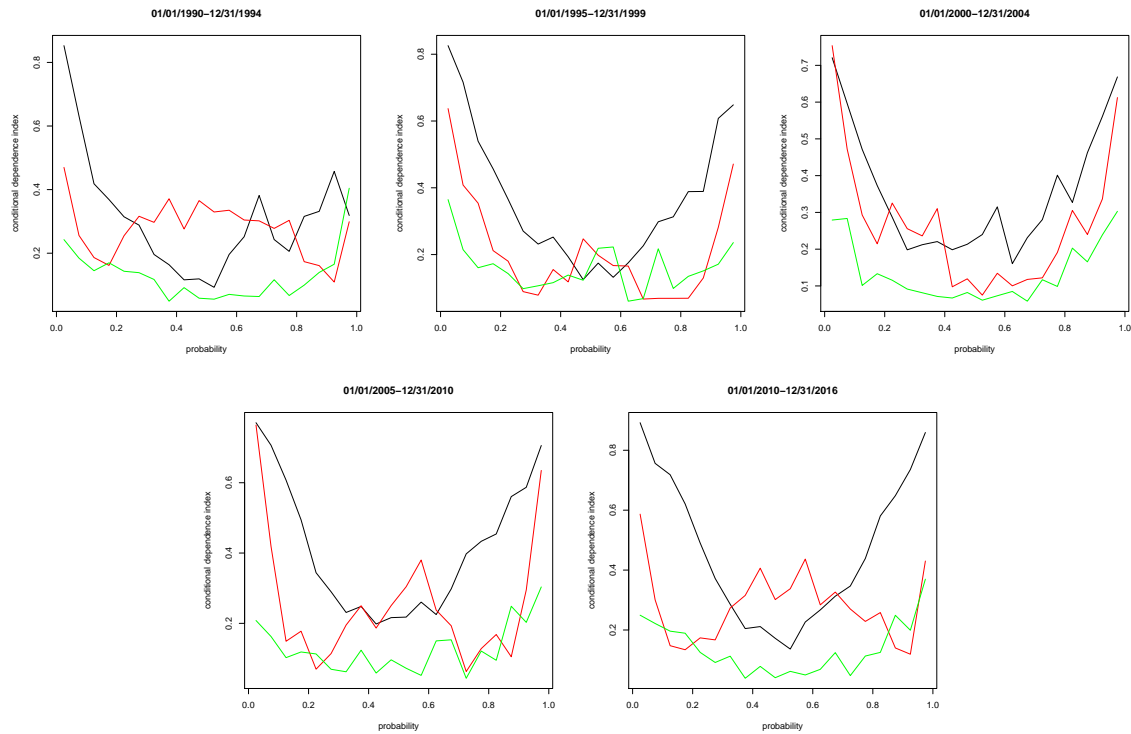 01/01/1990−12/31/1994
conditional dependence index
0.2 0.4 0.6 0.8
0.0 0.2 0.4 0.6 0.8 1.0
probability
01/01/1995−12/31/1999
conditional dependence index
0.2 0.4 0.6 0.8
0.0 0.2 0.4 0.6 0.8 1.0
probability
01/01/2000−12/31/2004
conditional dependence index
0.1 0.2 0.3 0.4 0.5 0.6 0.7
0.0 0.2 0.4 0.6 0.8 1.0
probability
01/01/2005−12/31/2010
conditional dependence index
0.2 0.4 0.6
0.0 0.2 0.4 0.6 0.8 1.0
probability
01/01/2010−12/31/2016
conditional dependence index
0.2 0.4 0.6 0.8
0.0 0.2 0.4 0.6 0.8 1.0
probability